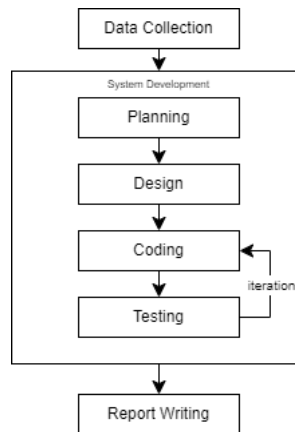 Data Collection
System Development
Planning
Design
Coding
iteration
Testing
Report Writing